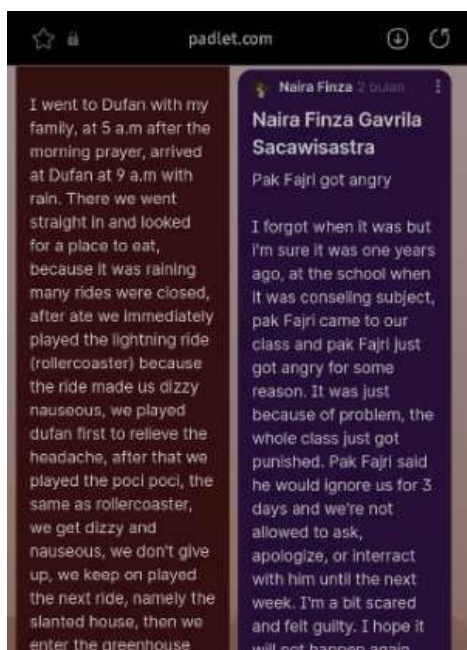 padlet.com
I went to Dufan with my
family, at 5 a.m after the
morning prayer, arrived
at Dufan at 9 a.m with
rain. There we went
straight in and looked
for a place to eat,
because it was raining
many rides were closed,
after ate we immediately
played the lightning ride
(rollercoaster) because
the ride made us dizzy
nauseous, we played
dufan first to relieve the
headache, after that we
played the poci poci, the
same as rollercoaster,
we get dizzy and
nauseous, we don't give
up, we keep on played
the next ride, namely the
slanted house, then we
enter the greenhouse
Naira Finza 2 bulan
Naira Finza Gavrila
Sacawisastra
Pak Fajri got angry
I forgot when it was but
i'm sure it was one years
ago, at the school when
it was conseling subject,
pak Fajri came to our
class and pak Fajri just
got angry for some
reason. It was just
because of problem, the
whole class just got
punished. Pak Fajri said
he would ignore us for 3
days and we're not
allowed to ask,
apologize, or interract
with him until the next
week. I'm a bit scared
and felt guilty. I hope it
will not happen again